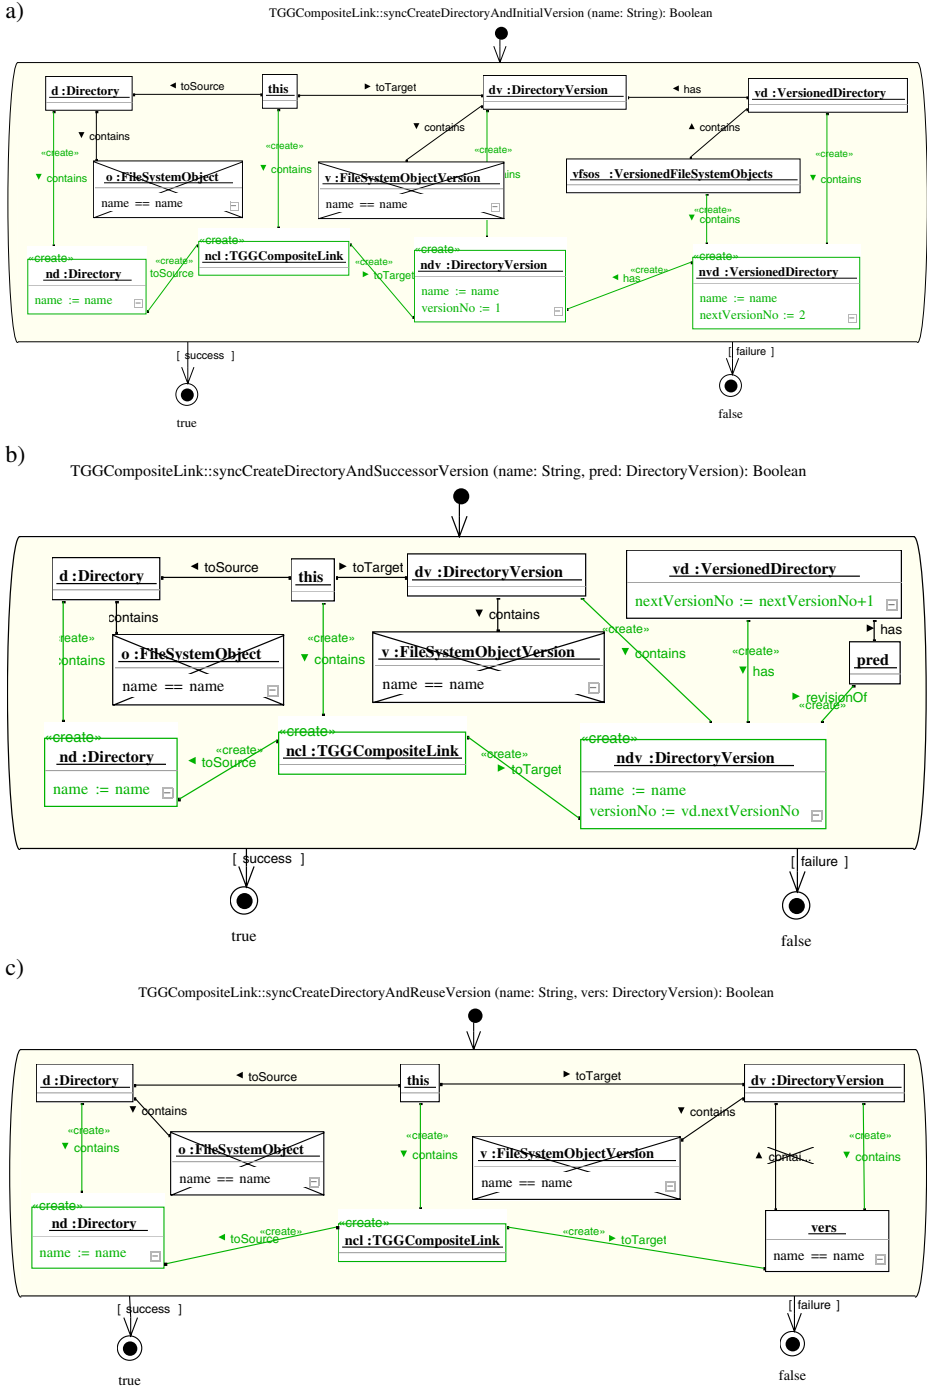 a)
TGGCompositeLink::syncCreateDirectoryAndInitialVersion (name: String): Boolean
d :Directory
◄ toSource
this
► toTarget
dv :DirectoryVersion
◄ has
vd :VersionedDirectory
▼ contains
▼ contains
▲ contains
«create»
▼ contains
«create»
▼ contains
«create»
ins
«create»
▼ contains
o :FileSystemObject
name == name
v :FileSystemObjectVersion
name == name
vfsos :VersionedFileSystemObjects
«create»
▼ contains
«create»
nd :Directory
name := name
«create»
toSource
«create»
ncl :TGGCompositeLink
«create»
► toTarget
«create»
ndv :DirectoryVersion
name := name
versionNo := 1
«create»
◄ has
«create»
nvd :VersionedDirectory
name := name
nextVersionNo := 2
[ success ]
[ failure ]
true
false
b)
TGGCompositeLink::syncCreateDirectoryAndSuccessorVersion (name: String, pred: DirectoryVersion): Boolean
d :Directory
◄ toSource
this
► toTarget
dv :DirectoryVersion
vd :VersionedDirectory
nextVersionNo := nextVersionNo+1
contains
▼ contains
► has
reate»
ontains
«create»
▼ contains
«create»
▼ contains
«create»
▼ has
o :FileSystemObject
name == name
v :FileSystemObjectVersion
name == name
pred
► revisionOf
«create»
«create»
nd :Directory
name := name
«create»
◄ toSource
«create»
ncl :TGGCompositeLink
«create»
► toTarget
«create»
ndv :DirectoryVersion
name := name
versionNo := vd.nextVersionNo
[ success ]
[ failure ]
true
false
c)
TGGCompositeLink::syncCreateDirectoryAndReuseVersion (name: String, vers: DirectoryVersion): Boolean
d :Directory
◄ toSource
this
► toTarget
dv :DirectoryVersion
▼ contains
▼ contains
«create»
▼ contains
«create»
▼ contains
▲ contai...
«create»
▼ contains
o :FileSystemObject
name == name
v :FileSystemObjectVersion
name == name
«create»
nd :Directory
name := name
«create»
◄ toSource
«create»
ncl :TGGCompositeLink
«create»
► toTarget
vers
name == name
[ success ]
[ failure ]
true
false